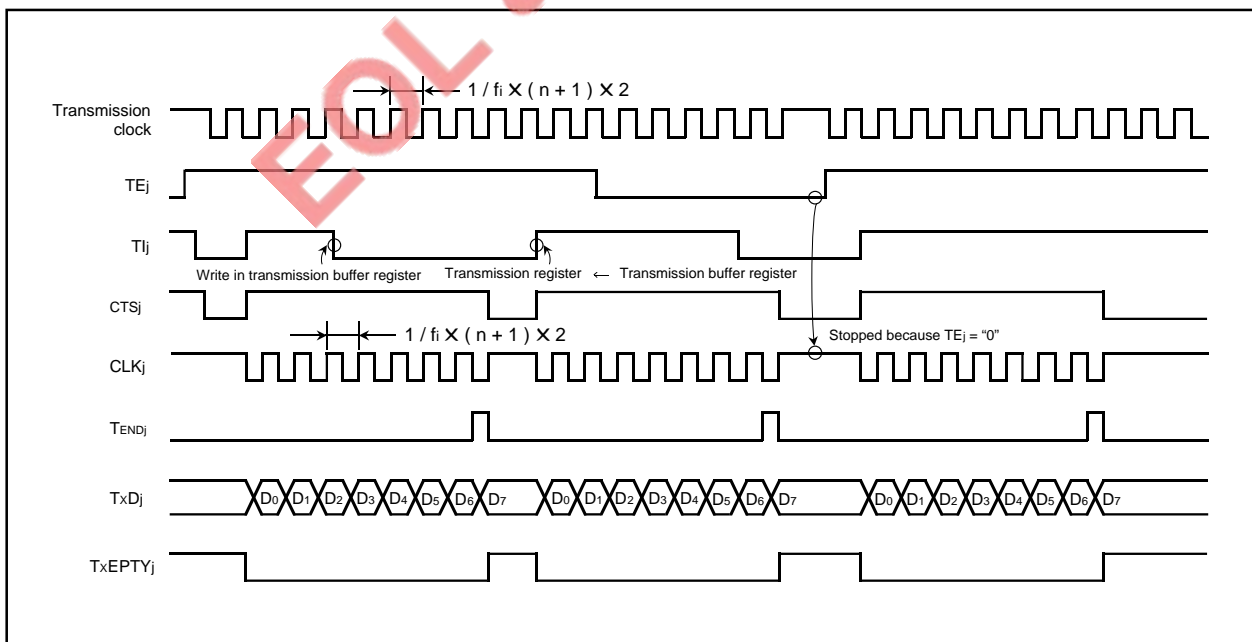 EOL
1 / fi × ( n + 1 ) × 2
Transmission
clock
TEj
TIj
Write in transmission buffer register
Transmission register ← Transmission buffer register
CTSj
1 / fi × ( n + 1 ) × 2
Stopped because TEj = “0”
CLKj
TENDj
TxDj
D0 D1 D2 D3 D4 D5 D6 D7 D0 D1 D2 D3 D4 D5 D6 D7 D0 D1 D2 D3 D4 D5 D6 D7
TxEPTYj